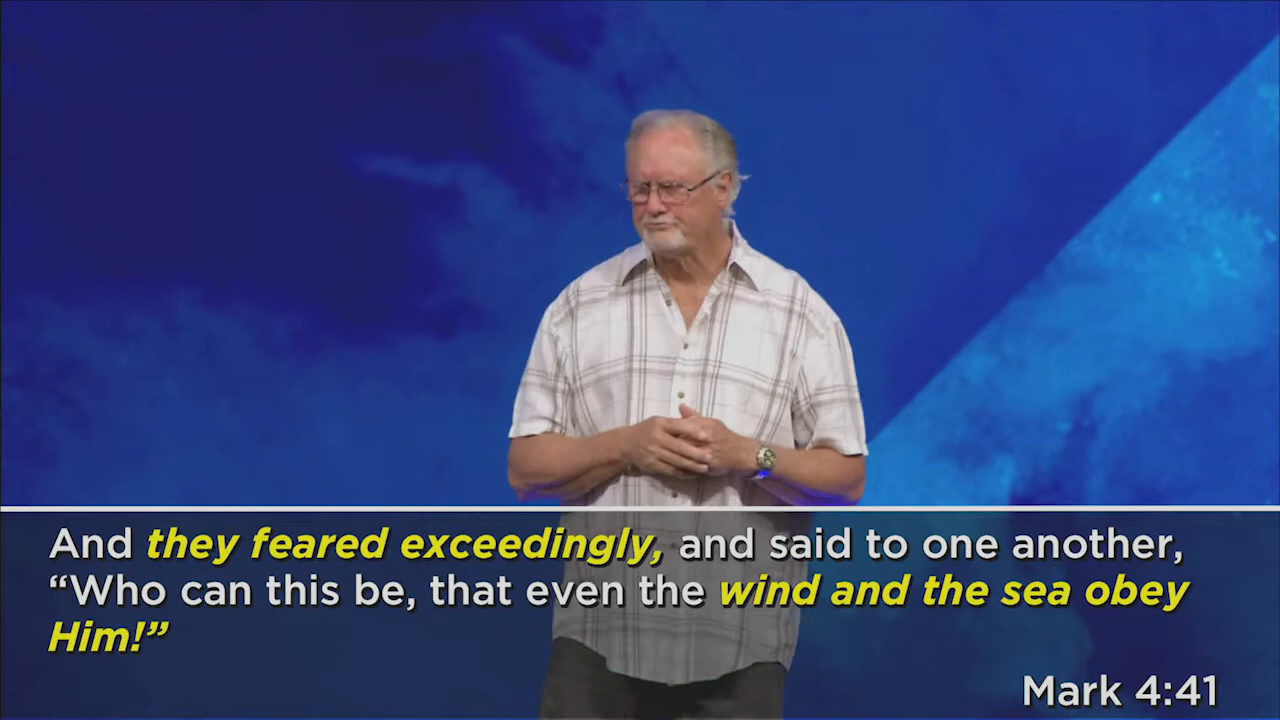 And they feared exceedingly, and said to one another,
“Who can this be, that even the wind and the sea obey
Him!”
Mark 4:41